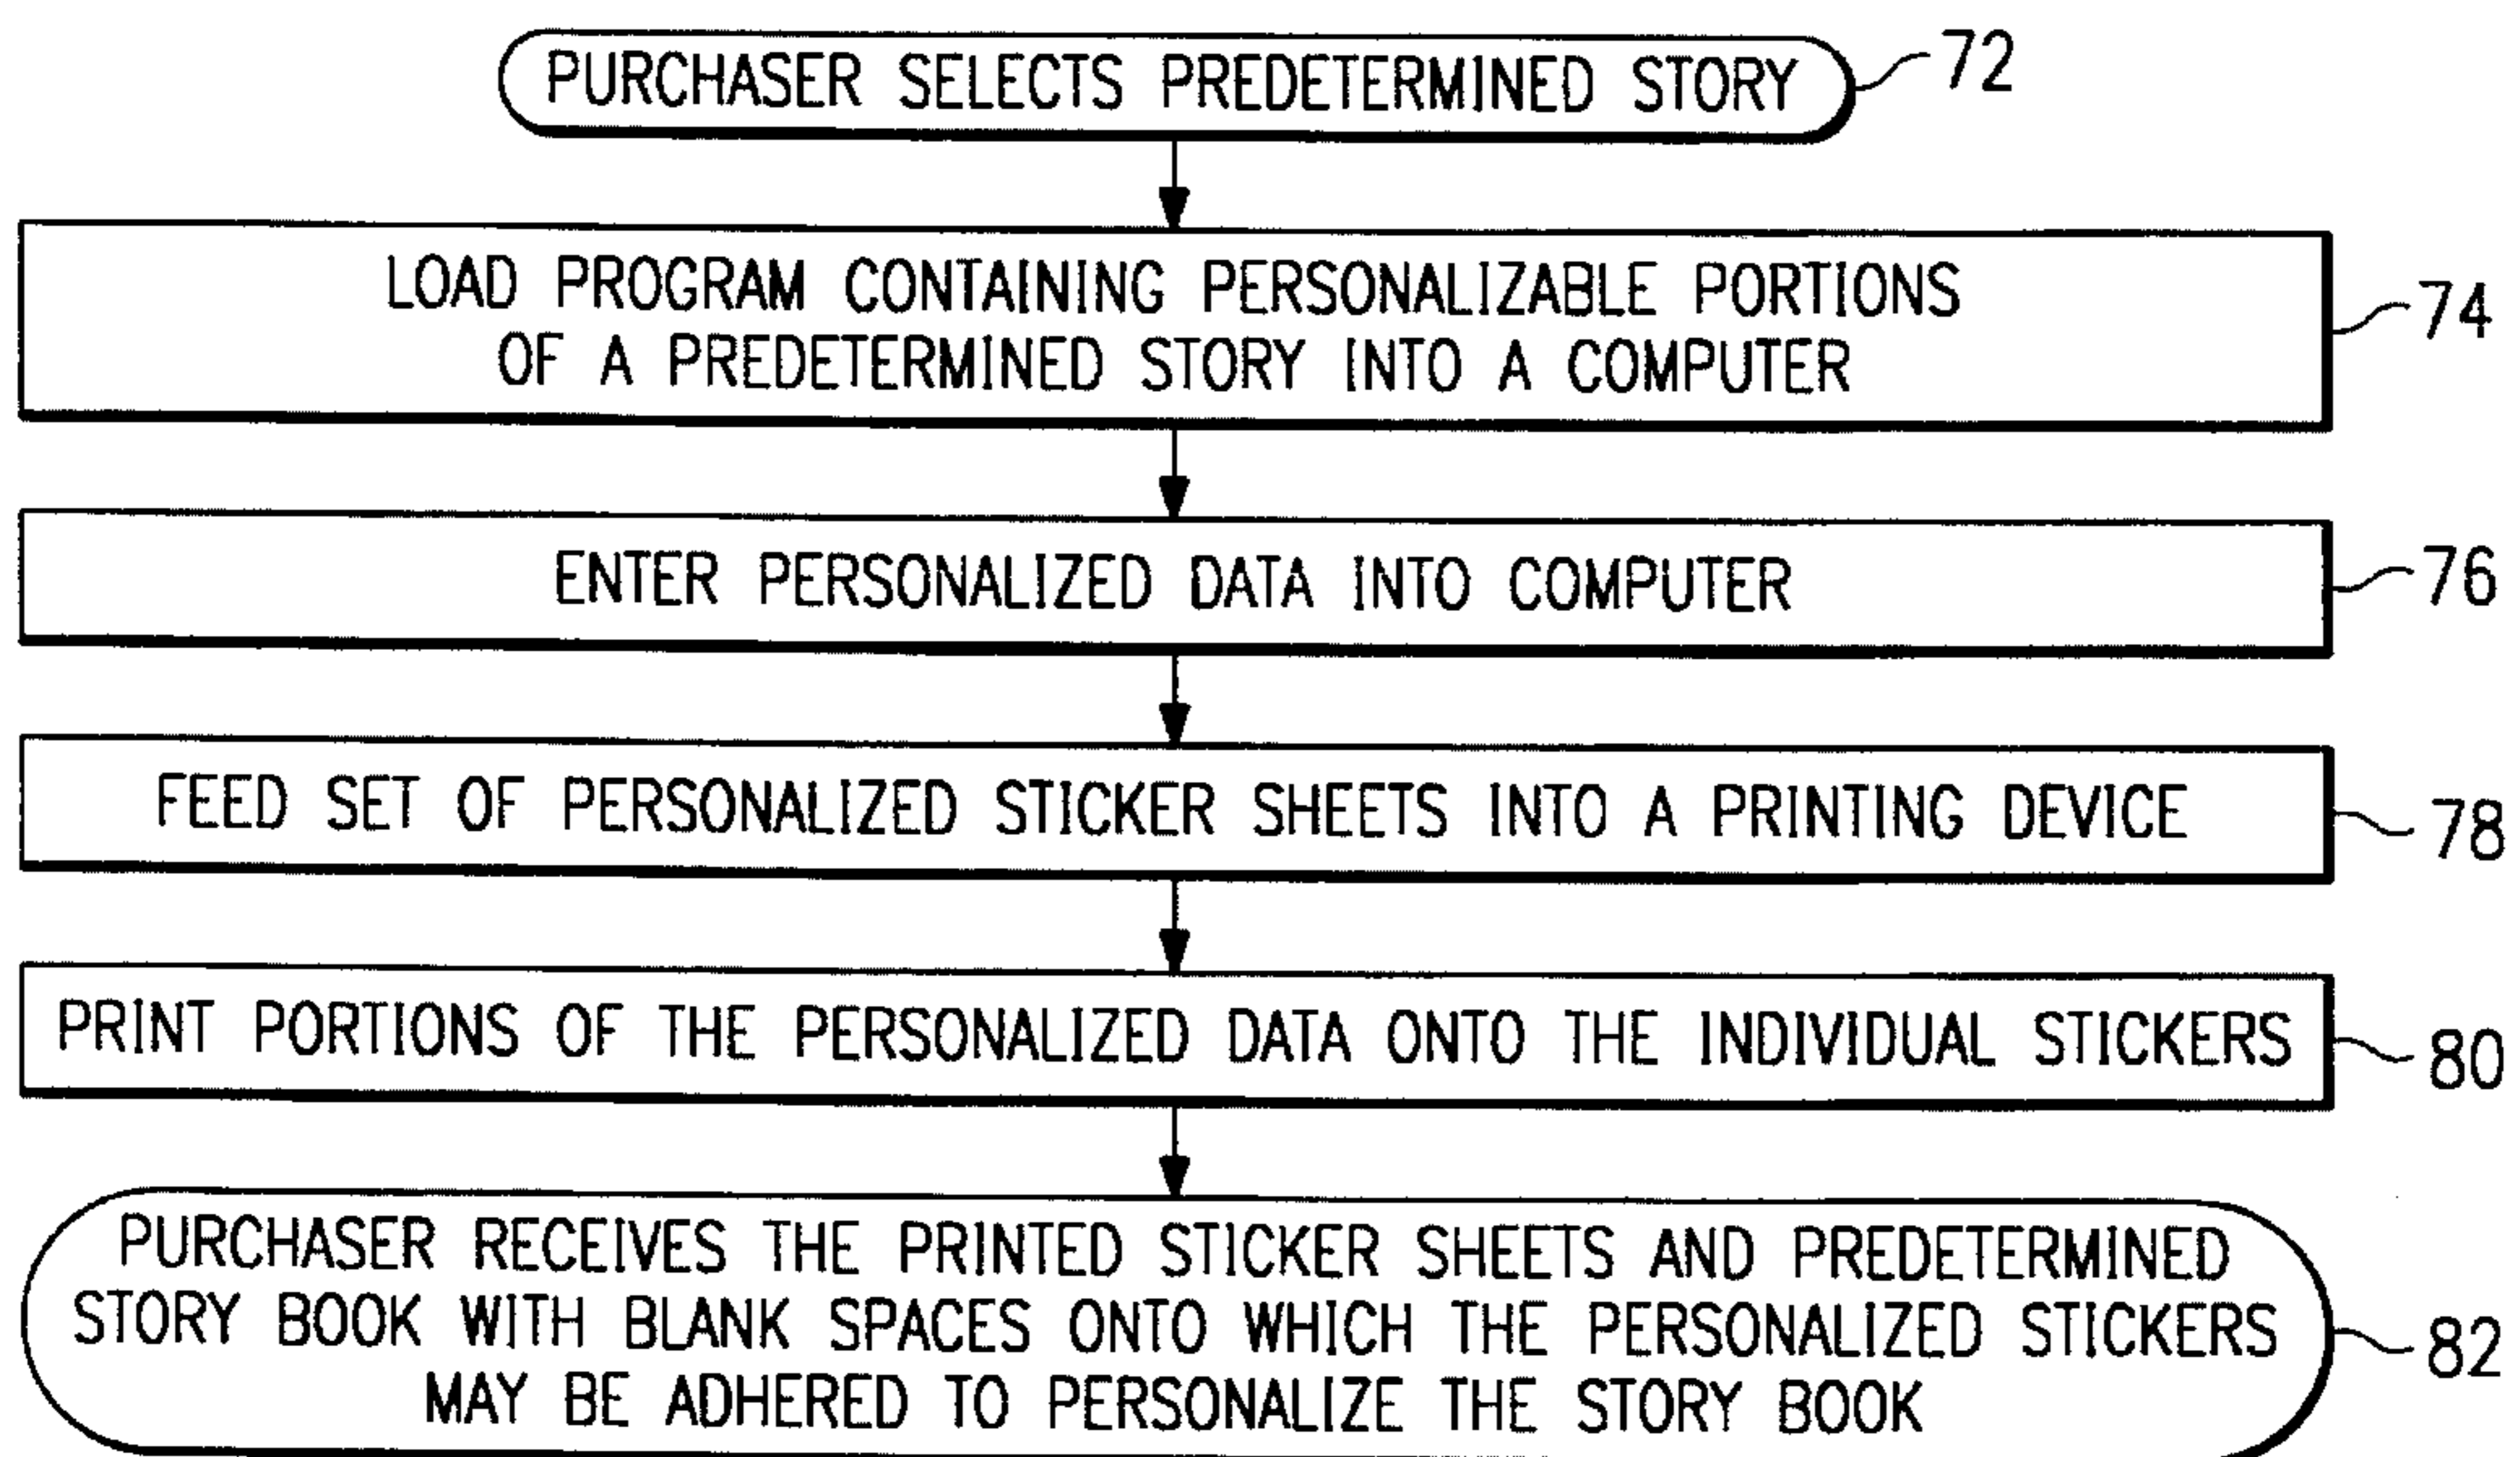 PURCHASER SELECTS PREDETERMINED STORY
72
LOAD PROGRAM CONTAINING PERSONALIZABLE PORTIONS
OF A PREDETERMINED STORY INTO A COMPUTER
74
ENTER PERSONALIZED DATA INTO COMPUTER
76
FEED SET OF PERSONALIZED STICKER SHEETS INTO A PRINTING DEVICE
78
PRINT PORTIONS OF THE PERSONALIZED DATA ONTO THE INDIVIDUAL STICKERS
80
PURCHASER RECEIVES THE PRINTED STICKER SHEETS AND PREDETERMINED
STORY BOOK WITH BLANK SPACES ONTO WHICH THE PERSONALIZED STICKERS
MAY BE ADHERED TO PERSONALIZE THE STORY BOOK
82